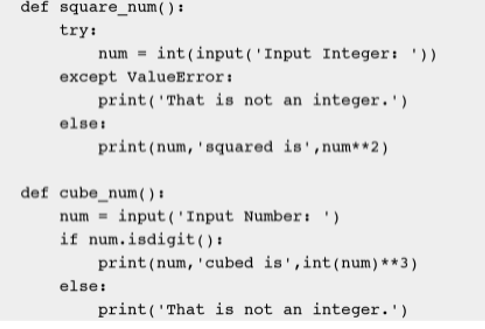 def square_num():
    try:
        num = int(input('Input Integer: '))
    except ValueError:
        print('That is not an integer.')
    else:
        print(num,'squared is',num**2)

def cube_num():
    num = input('Input Number: ')
    if num.isdigit():
        print(num,'cubed is',int(num)**3)
    else:
        print('That is not an integer.')